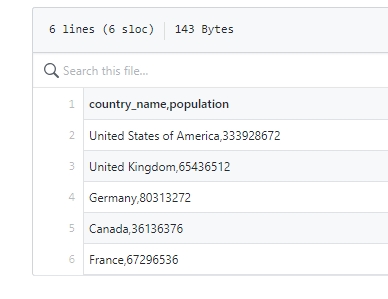 6 lines (6 sloc) 143 Bytes
Search this file...
1 country_name,population
2 United States of America,333928672
3 United Kingdom,65436512
4 Germany,80313272
5 Canada,36136376
6 France,67296536